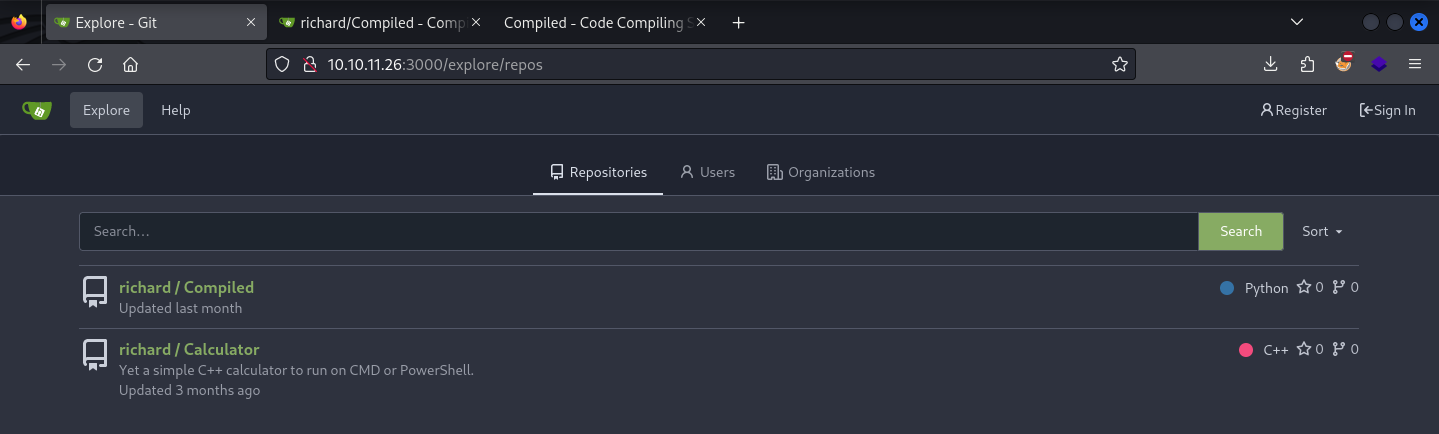 Explore - Git
richard/Compiled - Comp
Compiled - Code Compiling S
10.10.11.26:3000/explore/repos
Explore
Help
Register
Sign In
Repositories
Users
Organizations
Search...
Search
Sort
richard / Compiled
Python 0 0
Updated last month
richard / Calculator
C++ 0 0
Yet a simple C++ calculator to run on CMD or PowerShell.
Updated 3 months ago